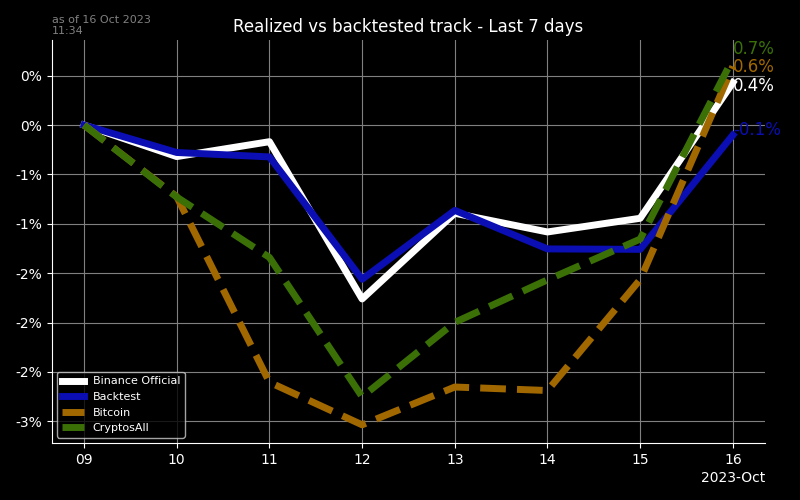 as of 16 Oct 2023
11:34
Realized vs backtested track - Last 7 days
0.7%
0.6%
0.4%
-0.1%
0%
0%
-1%
-1%
-2%
-2%
-2%
-3%
Binance Official
Backtest
Bitcoin
CryptosAll
09 10 11 12 13 14 15 16
2023-Oct